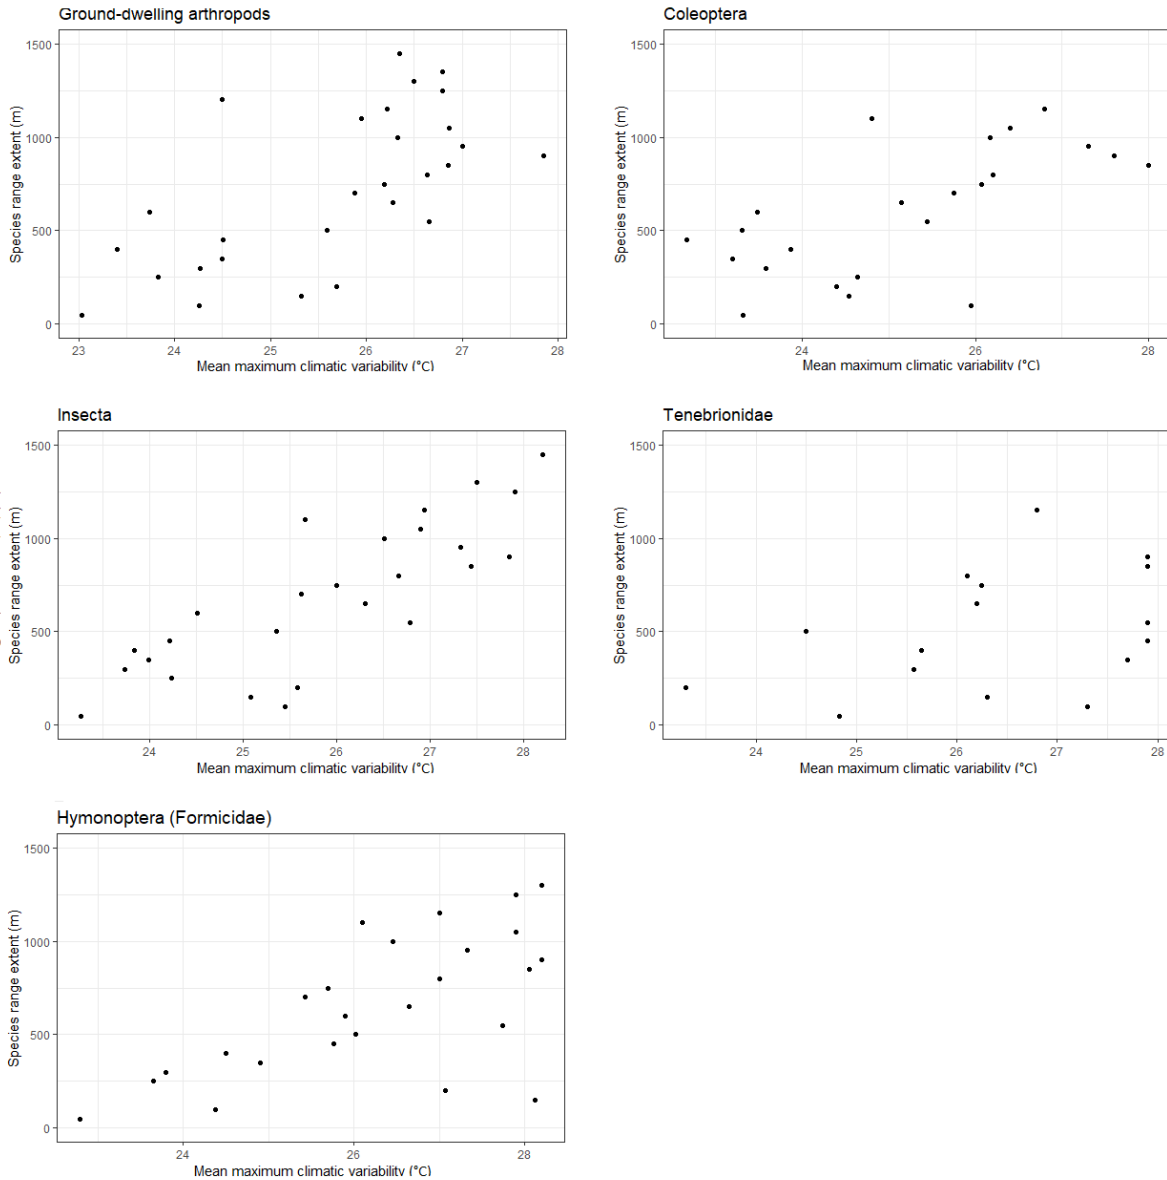 Ground-dwelling arthropods
Species range extent (m)
1500
1000
500
0
23 24 25 26 27 28
Mean maximum climatic variability (°C)
Coleoptera
Species range extent (m)
1500
1000
500
0
24 26 28
Mean maximum climatic variability (°C)
Insecta
Species range extent (m)
1500
1000
500
0
24 25 26 27 28
Mean maximum climatic variability (°C)
Tenebrionidae
Species range extent (m)
1500
1000
500
0
24 25 26 27 28
Mean maximum climatic variability (°C)
Hymonoptera (Formicidae)
Species range extent (m)
1500
1000
500
0
24 26 28
Mean maximum climatic variability (°C)